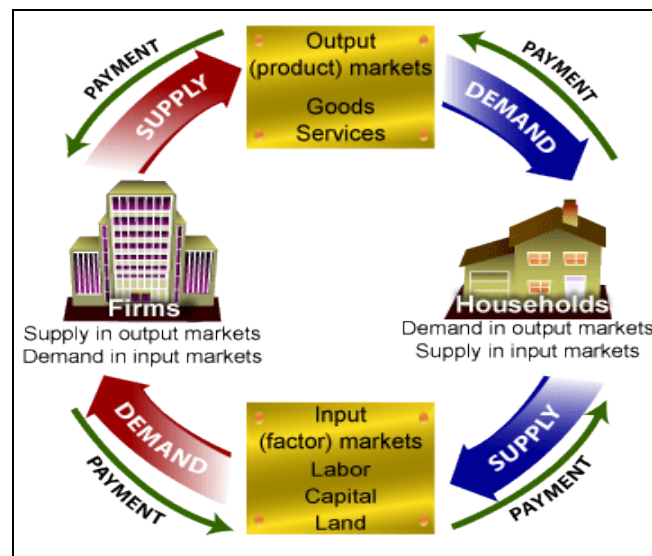 Output
(product) markets
Goods
Services
PAYMENT
SUPPLY
PAYMENT
DEMAND
Firms
Supply in output markets
Demand in input markets
Households
Demand in output markets
Supply in input markets
DEMAND
PAYMENT
Input
(factor) markets
Labor
Capital
Land
SUPPLY
PAYMENT